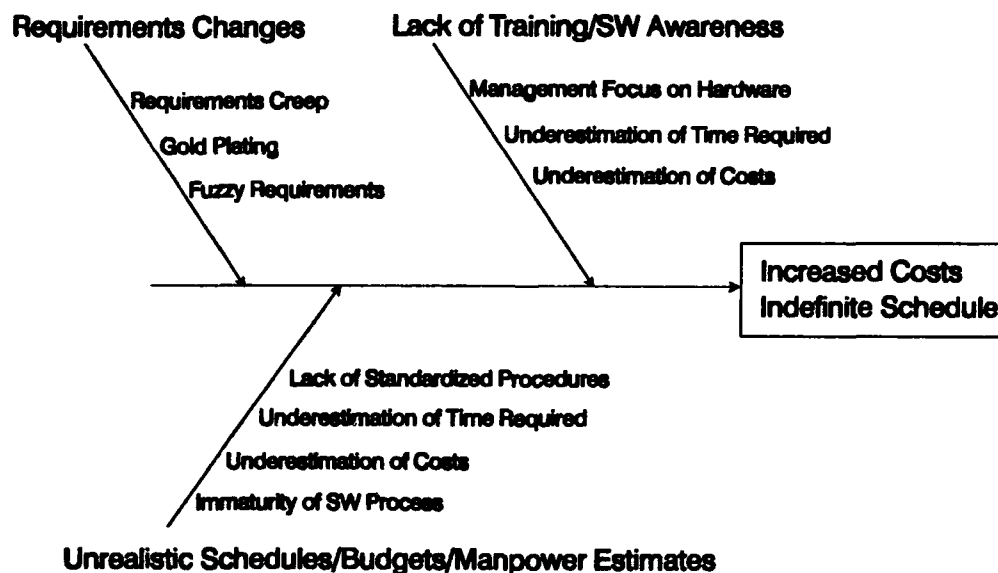 Requirements Changes
Lack of Training/SW Awareness
Requirements Creep
Gold Plating
Fuzzy Requirements
Management Focus on Hardware
Underestimation of Time Required
Underestimation of Costs
Increased Costs
Indefinite Schedule
Lack of Standardized Procedures
Underestimation of Time Required
Underestimation of Costs
Immaturity of SW Process
Unrealistic Schedules/Budgets/Manpower Estimates